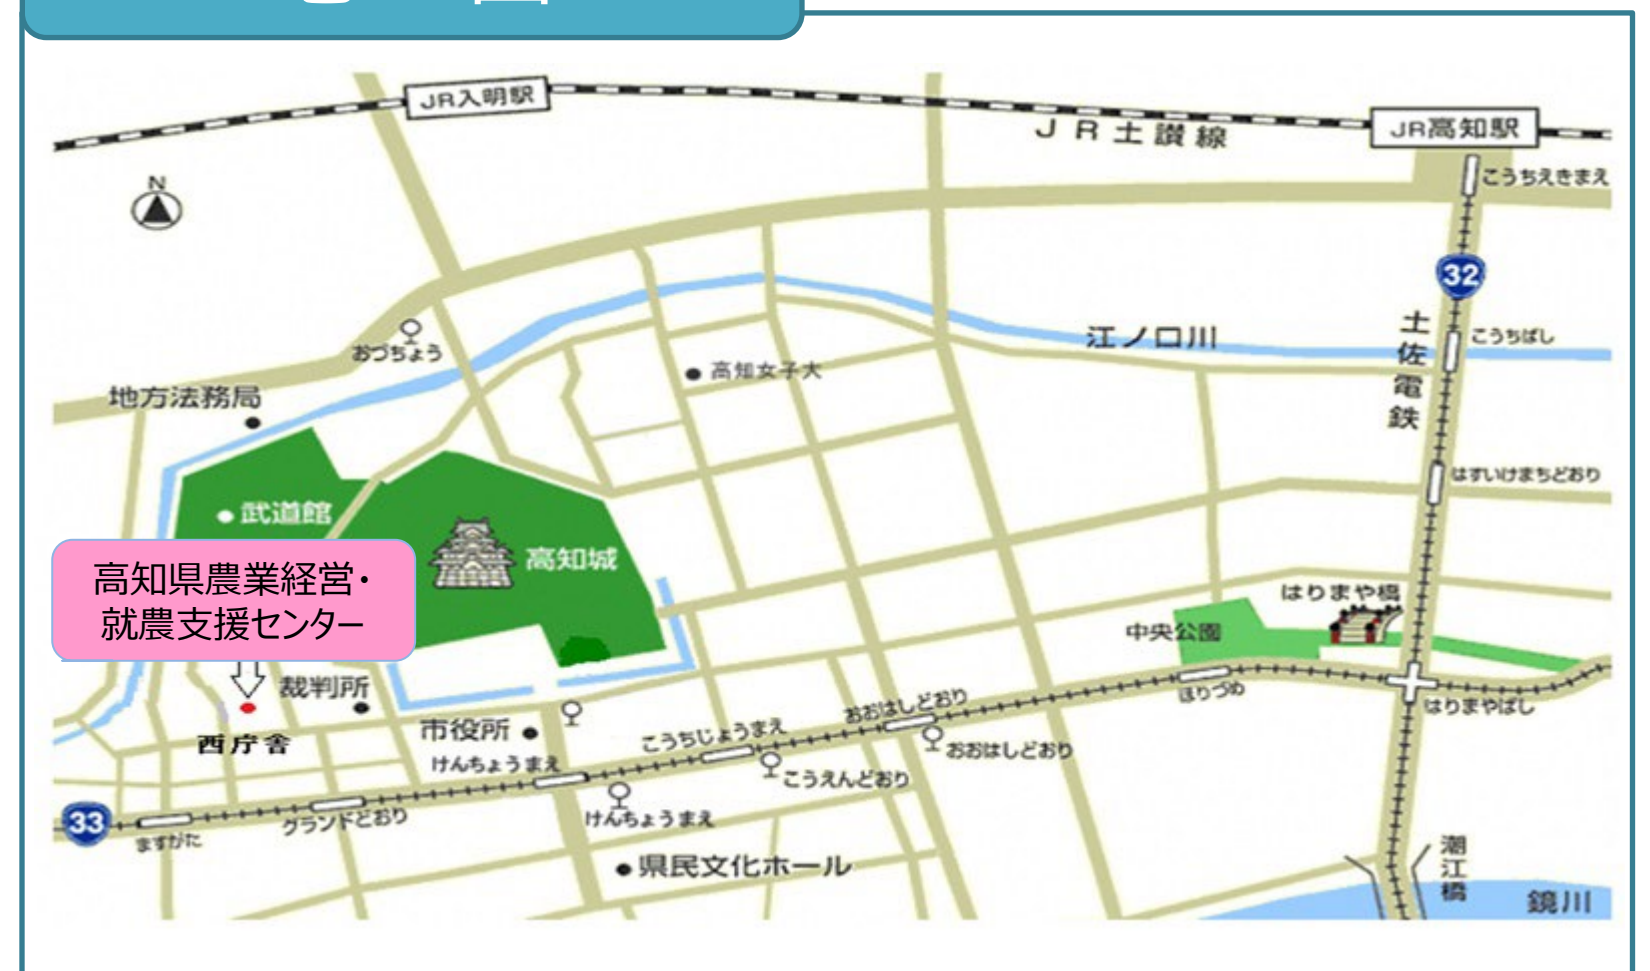 JR入明駅
JR土讃線
JR高知駅
こうちえきまえ
N
32
おづちょう
江ノ口川
土佐電鉄
こうちばし
高知女子大
地方法務局
はすいけまちどおり
武道館
高知城
高知県農業経営・
就農支援センター
はりまや橋
中央公園
裁判所
ほりづめ
はりまやばし
市役所
西庁舎
おおはしどおり
こうちじょうまえ
おおはしどおり
けんちょうまえ
こうえんどおり
33
ますがた
グランドどおり
けんちょうまえ
県民文化ホール
潮江橋
鏡川